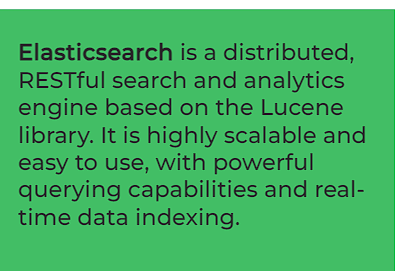 Elasticsearch is a distributed,
RESTful search and analytics
engine based on the Lucene
library. It is highly scalable and
easy to use, with powerful
querying capabilities and real-
time data indexing.